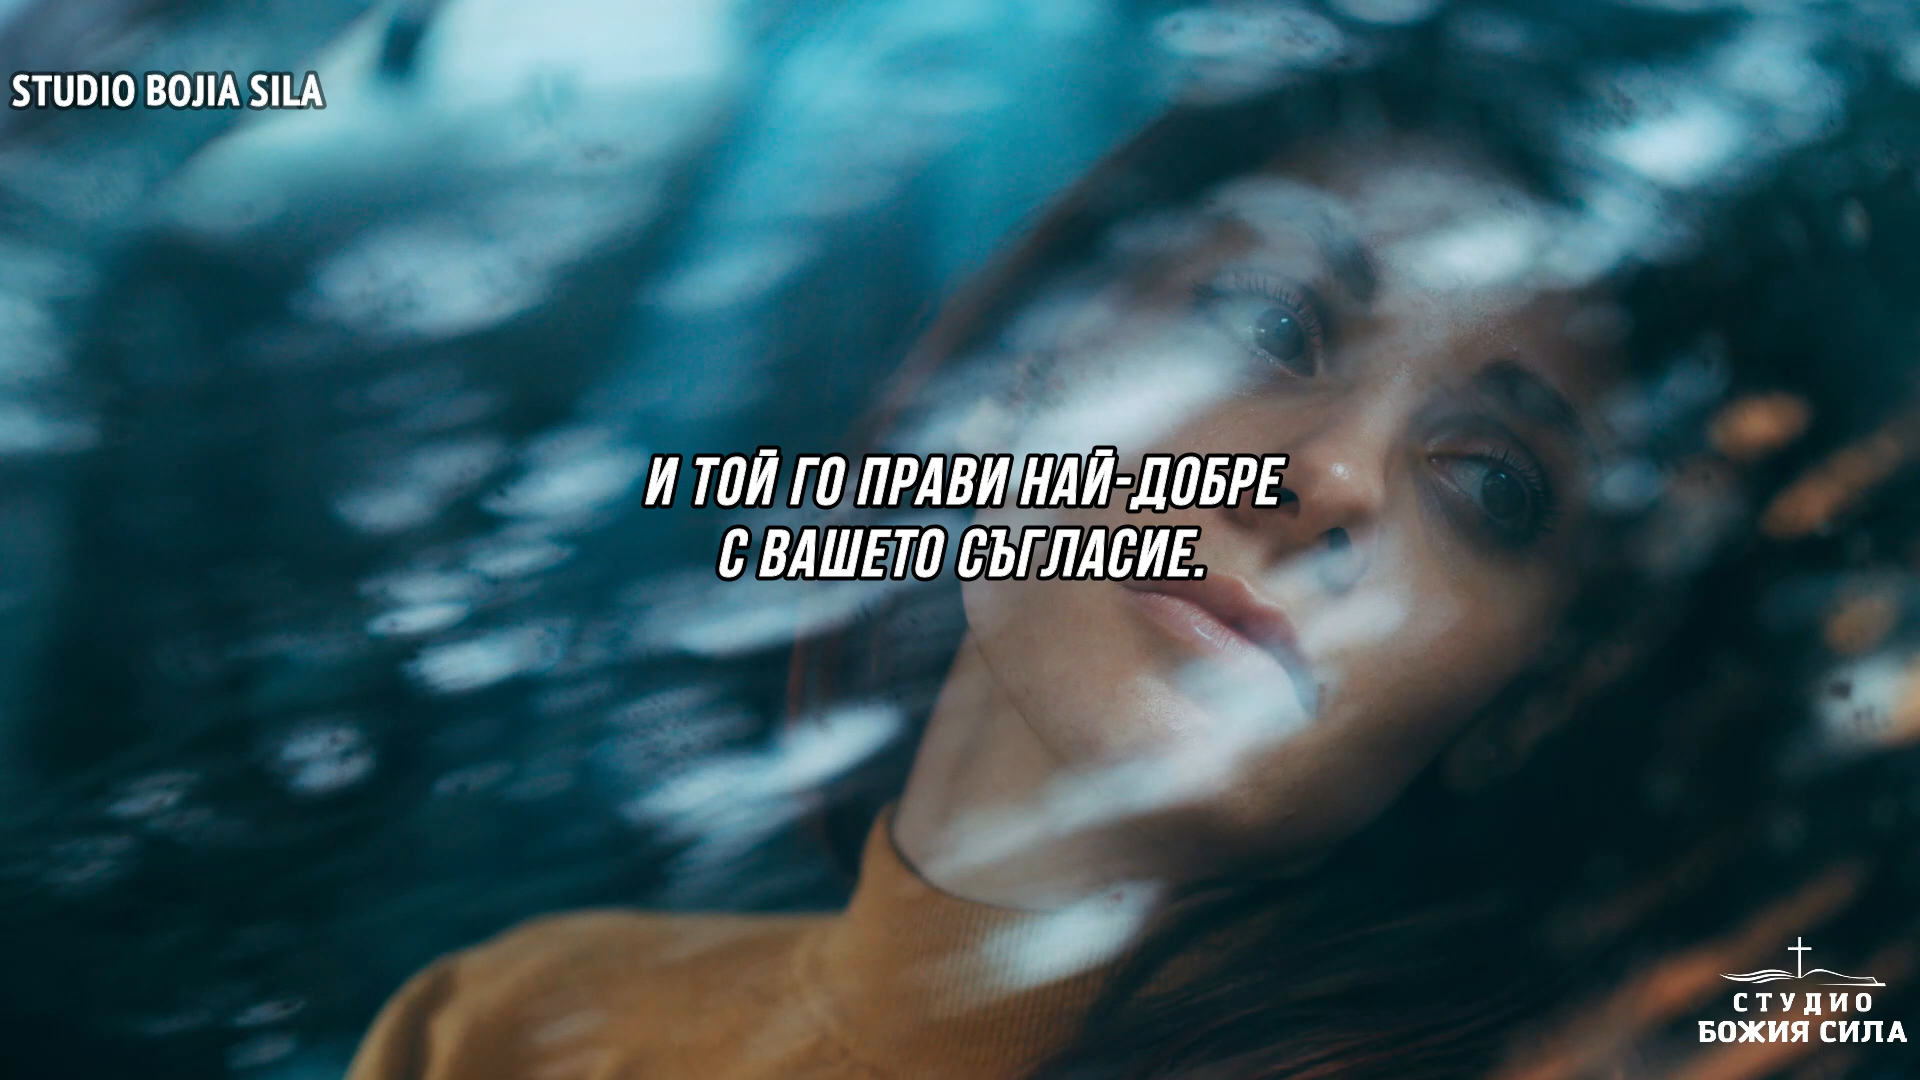 STUDIO BOJIA SILA
И ТОЙ ГО ПРАВИ НАЙ-ДОБРЕ
С ВАШЕТО СЪГЛАСИЕ.
СТУДИО
БОЖИЯ СИЛА